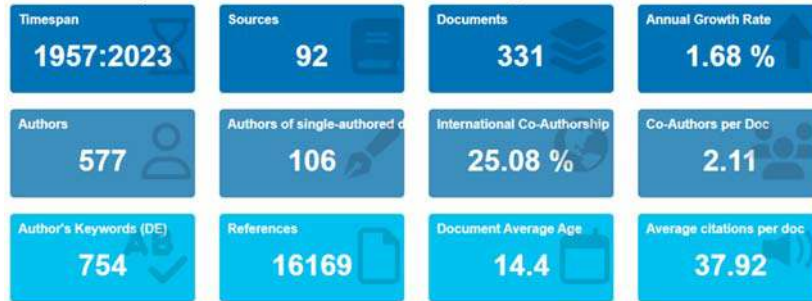 Timespan
1957:2023
Sources
92
Documents
331
Annual Growth Rate
1.68 %
Authors
577
Authors of single-authored d
106
International Co-Authorship
25.08 %
Co-Authors per Doc
2.11
Author's Keywords (DE)
754
References
16169
Document Average Age
14.4
Average citations per doc
37.92